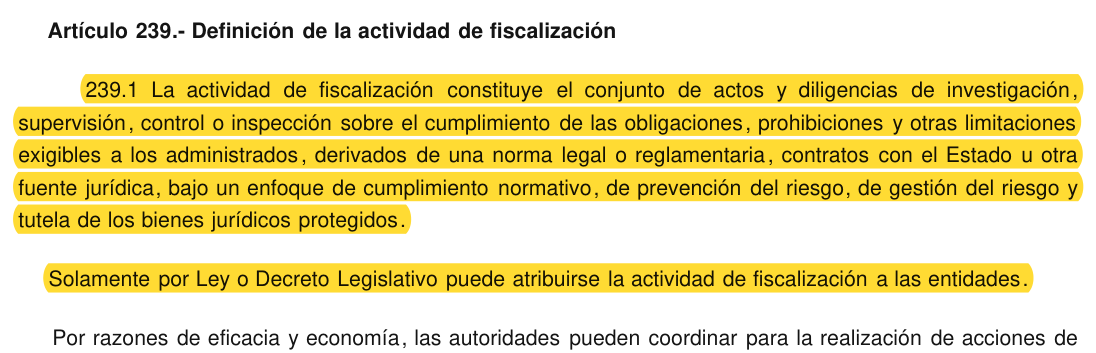 Artículo 239.- Definición de la actividad de fiscalización
239.1 La actividad de fiscalización constituye el conjunto de actos y diligencias de investigación,
supervisión, control o inspección sobre el cumplimiento de las obligaciones, prohibiciones y otras limitaciones
exigibles a los administrados, derivados de una norma legal o reglamentaria, contratos con el Estado u otra
fuente jurídica, bajo un enfoque de cumplimiento normativo, de prevención del riesgo, de gestión del riesgo y
tutela de los bienes jurídicos protegidos.
Solamente por Ley o Decreto Legislativo puede atribuirse la actividad de fiscalización a las entidades.
Por razones de eficacia y economía, las autoridades pueden coordinar para la realización de acciones de